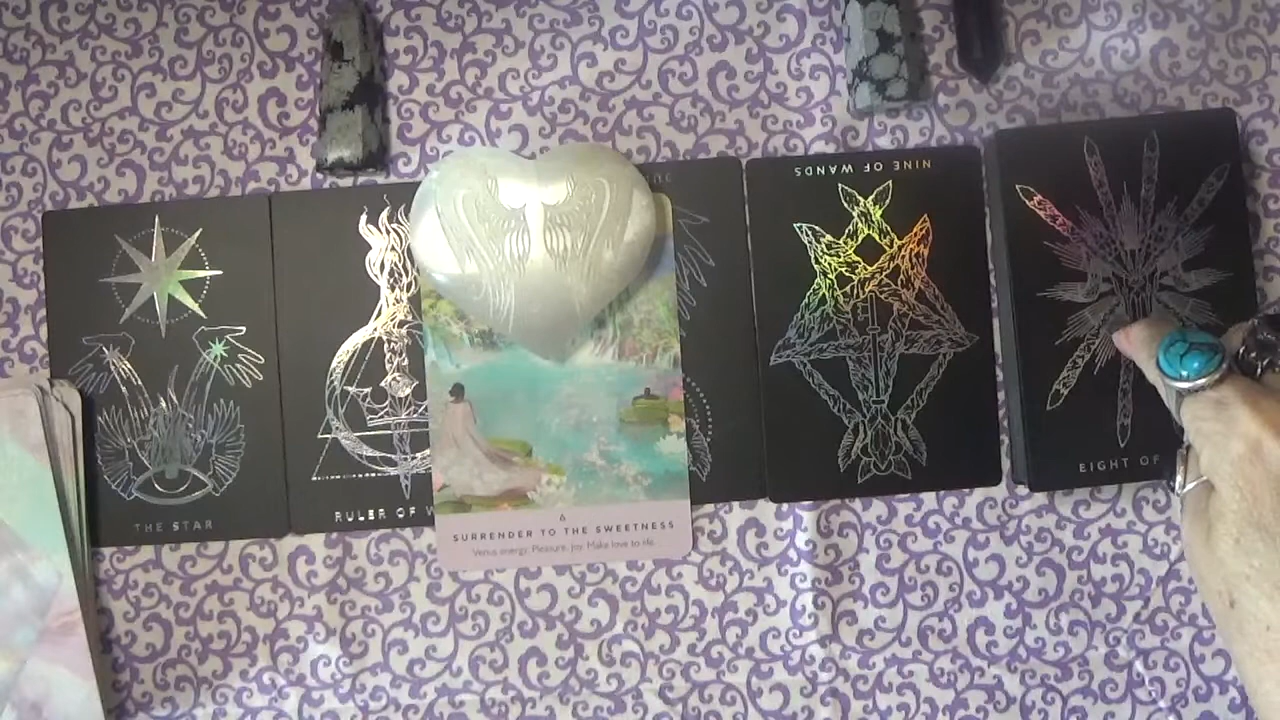 THE STAR
RULER OF W
6
SURRENDER TO THE SWEETNESS
Venus energy. Pleasure, joy. Make love to life.
NINE OF WANDS
EIGHT OF